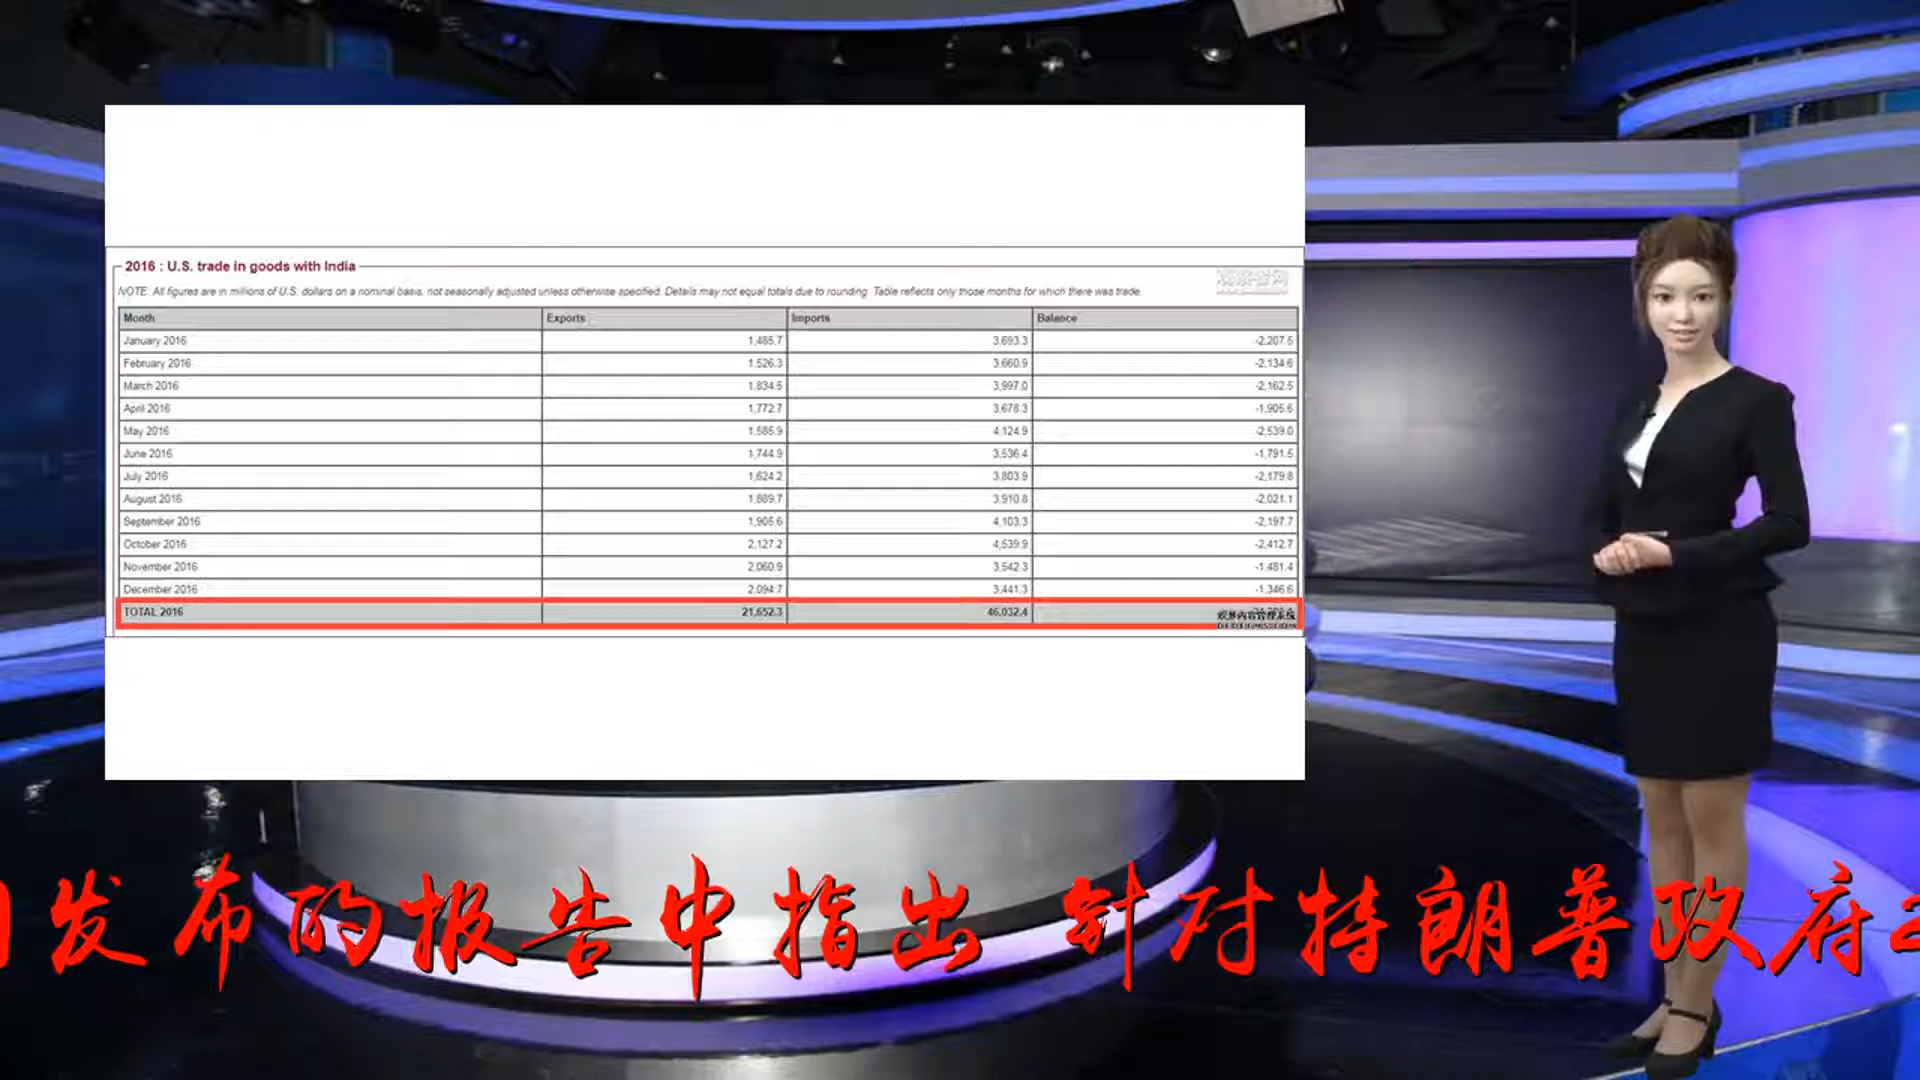 2016 : U.S. trade in goods with India
NOTE: All figures are in millions of U.S. dollars on a nominal basis, not seasonally adjusted unless otherwise specified. Details may not equal totals due to rounding. Table reflects only those months for which there was trade.
Month Exports Imports Balance
January 2016 1,485.7 3,693.3 -2,207.5
February 2016 1,526.3 3,660.9 -2,134.6
March 2016 1,834.5 3,997.0 -2,162.5
April 2016 1,772.7 3,678.3 -1,905.6
May 2016 1,585.9 4,124.9 -2,539.0
June 2016 1,744.9 3,536.4 -1,791.5
July 2016 1,624.2 3,803.9 -2,179.8
August 2016 1,889.7 3,910.8 -2,021.1
September 2016 1,905.6 4,103.3 -2,197.7
October 2016 2,127.2 4,539.9 -2,412.7
November 2016 2,060.9 3,542.3 -1,481.4
December 2016 2,094.7 3,441.3 -1,346.6
TOTAL 2016 21,652.3 46,032.4
织梦内容管理系统
发布的报告中指出 针对特朗普政府